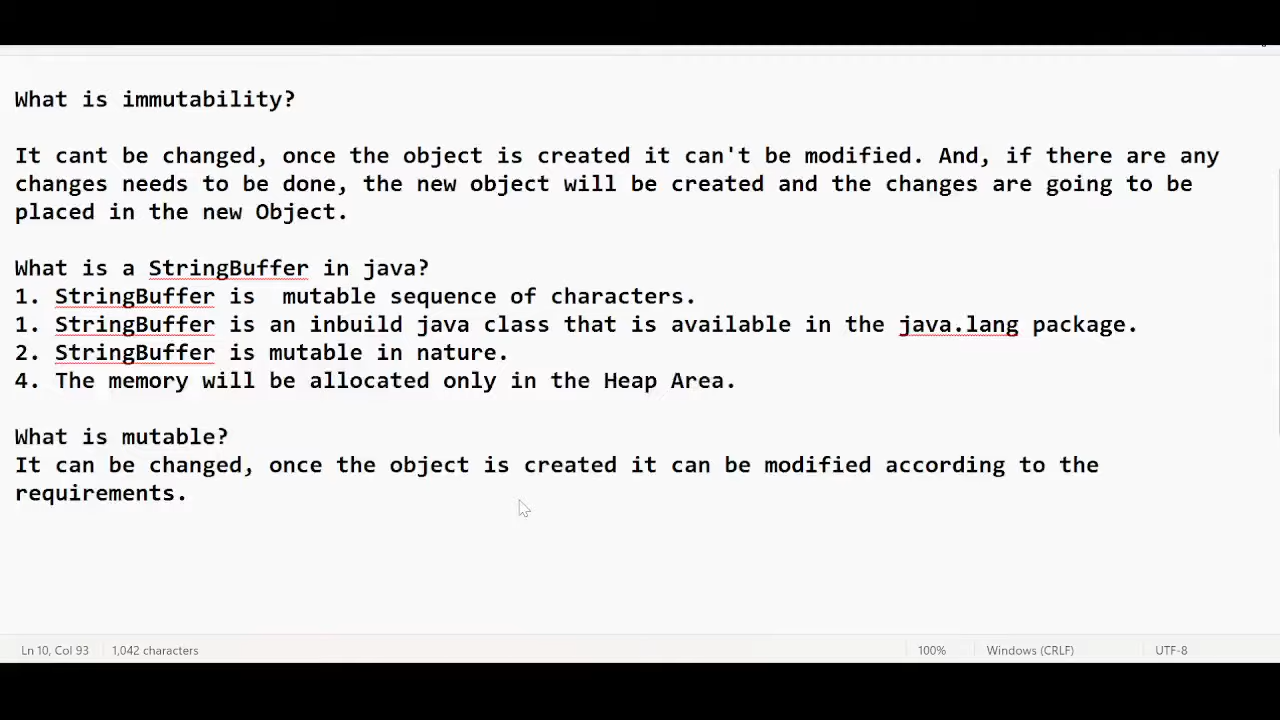 What is immutability?
It cant be changed, once the object is created it can't be modified. And, if there are any
changes needs to be done, the new object will be created and the changes are going to be
placed in the new Object.
What is a StringBuffer in java?
1. StringBuffer is  mutable sequence of characters.
1. StringBuffer is an inbuild java class that is available in the java.lang package.
2. StringBuffer is mutable in nature.
4. The memory will be allocated only in the Heap Area.
What is mutable?
It can be changed, once the object is created it can be modified according to the
requirements.
Ln 10, Col 93 1,042 characters 100% Windows (CRLF) UTF-8